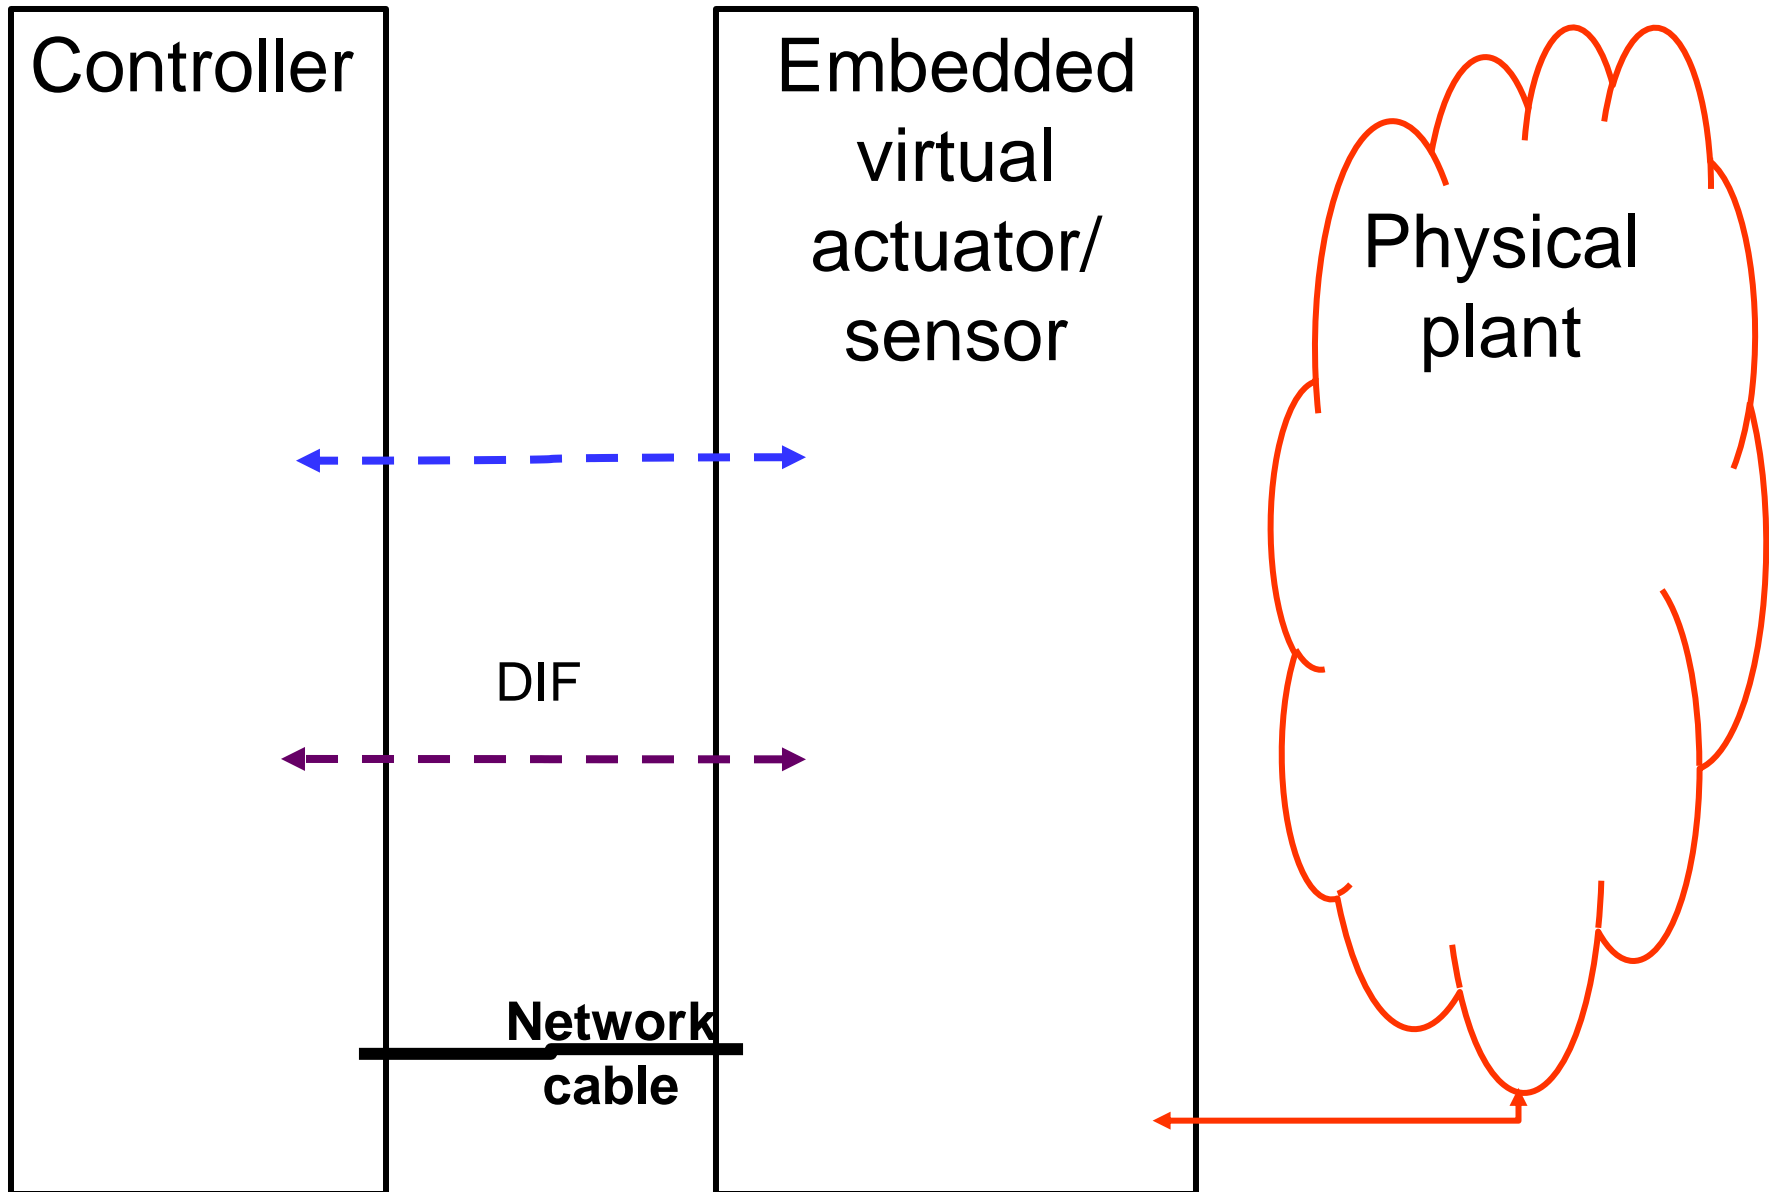 Controller
Embedded
virtual
actuator/
sensor
Physical
plant
DIF
Network
cable